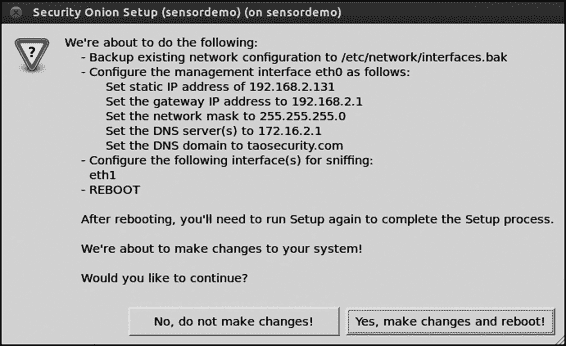 Security Onion Setup (sensordemo) (on sensordemo)
We're about to do the following:
- Backup existing network configuration to /etc/network/interfaces.bak
- Configure the management interface eth0 as follows:
Set static IP address of 192.168.2.131
Set the gateway IP address to 192.168.2.1
Set the network mask to 255.255.255.0
Set the DNS server(s) to 172.16.2.1
Set the DNS domain to taosecurity.com
- Configure the following interface(s) for sniffing:
eth1
- REBOOT
After rebooting, you'll need to run Setup again to complete the Setup process.
We're about to make changes to your system!
Would you like to continue?
No, do not make changes!
Yes, make changes and reboot!